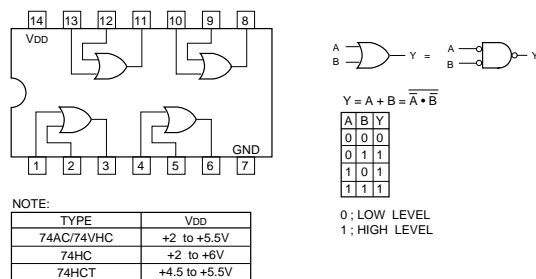 14 13 12 11 10 9 8
VDD
GND
1 2 3 4 5 6 7
A
B
Y
=
A
B
Y
Y = A + B = A̅ • B̅
A B Y
0 0 0
0 1 1
1 0 1
1 1 1
0 ; LOW LEVEL
1 ; HIGH LEVEL
NOTE:
TYPE VDD
74AC/74VHC +2 to +5.5V
74HC +2 to +6V
74HCT +4.5 to +5.5V